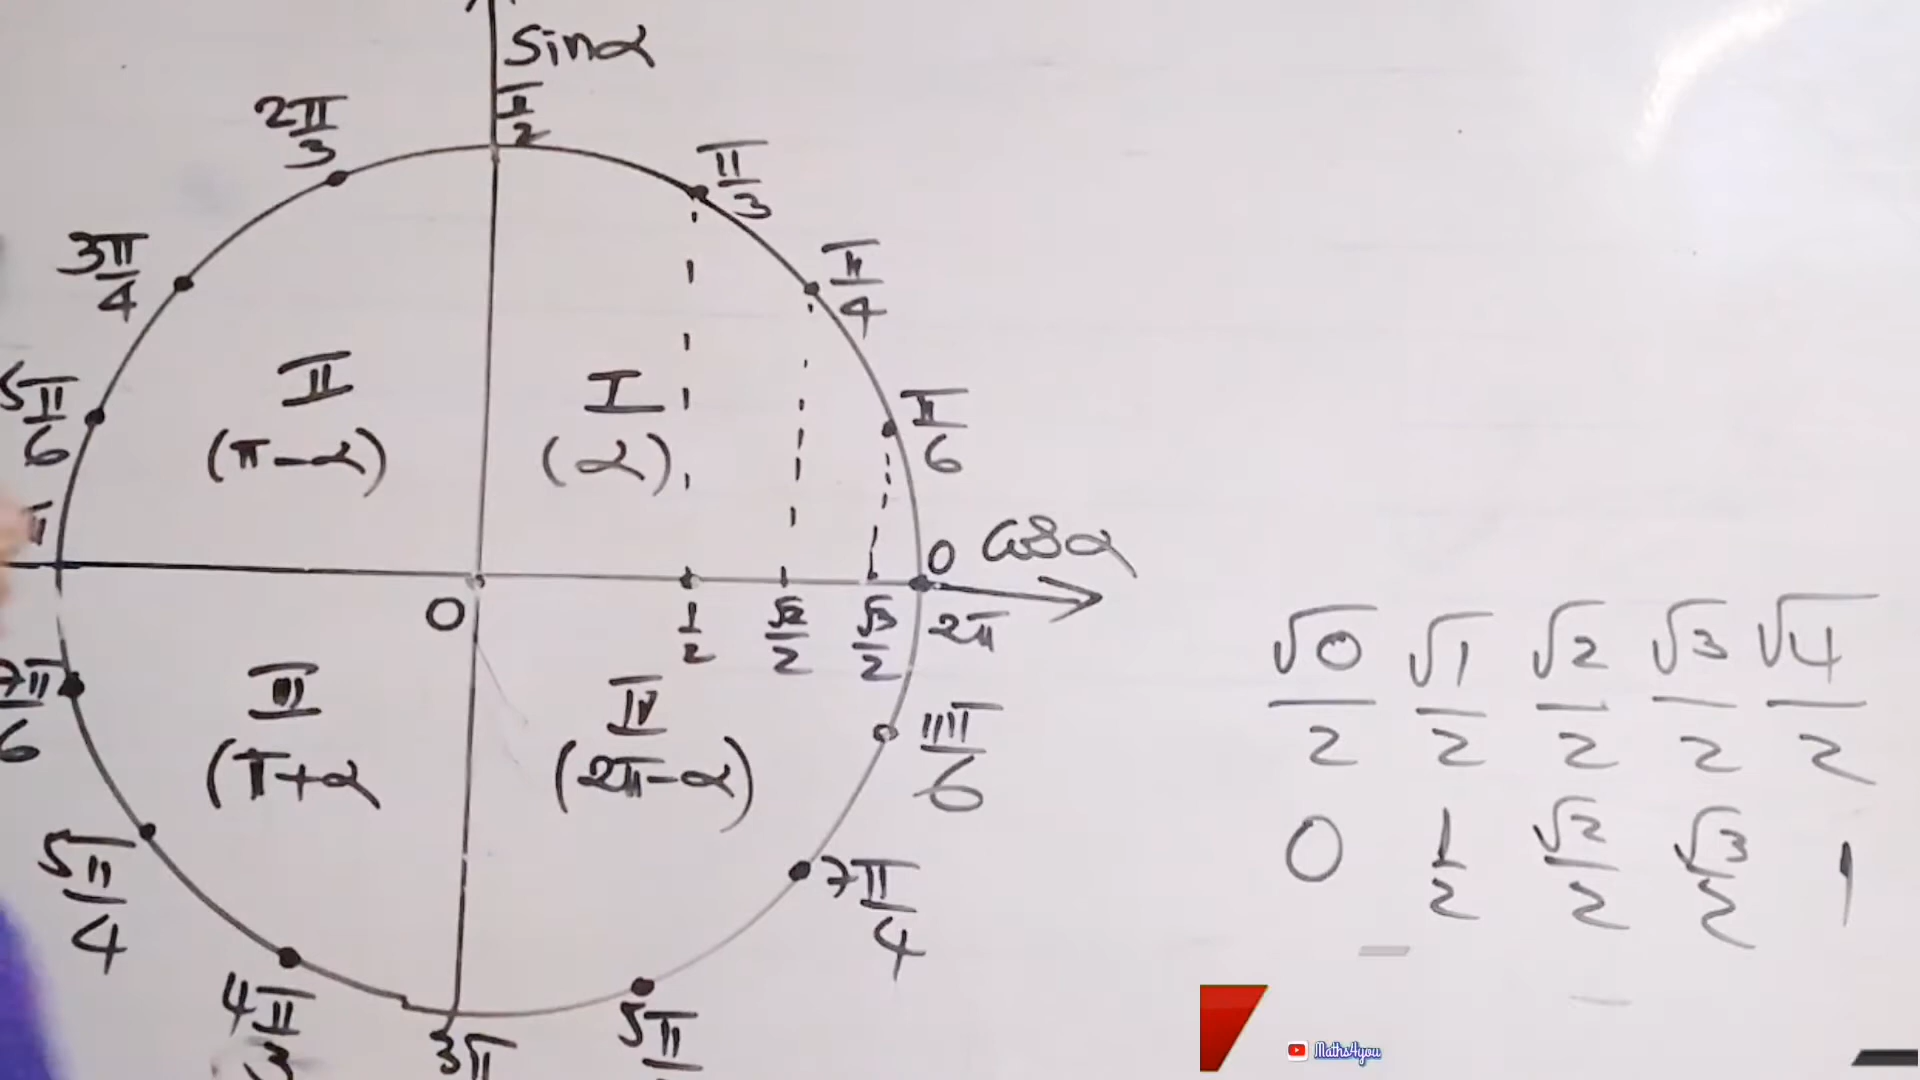 sinα
π/2
2π/3
π/3
3π/4
π/4
5π/6
II
I
π/6
(π-α)
(α)
π
0
cosα
O
1/2
√2/2
√3/2
2π
7π/6
III
IV
11π/6
(π+α
(2π-α)
5π/4
7π/4
4π/3
3π
5π
√0/2 √1/2 √2/2 √3/2 √4/2
0 1/2 √2/2 √3/2 1
Maths4you